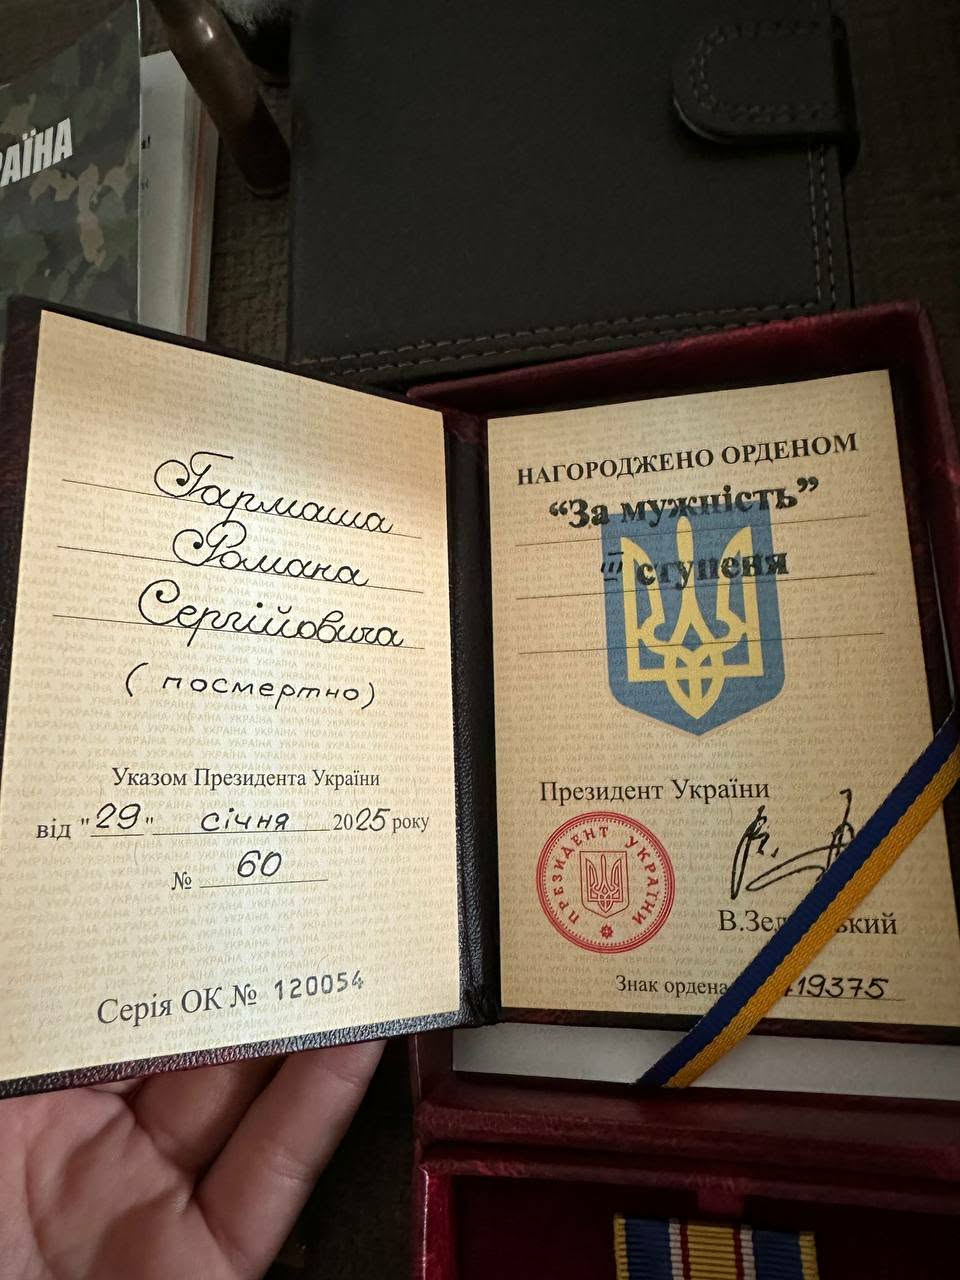 Гармаша
Романа
Сергійовича
(посмертно)
Указом Президента України
від "29" січня 2025 року
№ 60
Серія ОК № 120054
НАГОРОДЖЕНО ОРДЕНОМ
“За мужність”
III ступеня
Президент України
ПРЕЗИДЕНТ УКРАЇНИ
Знак ордена